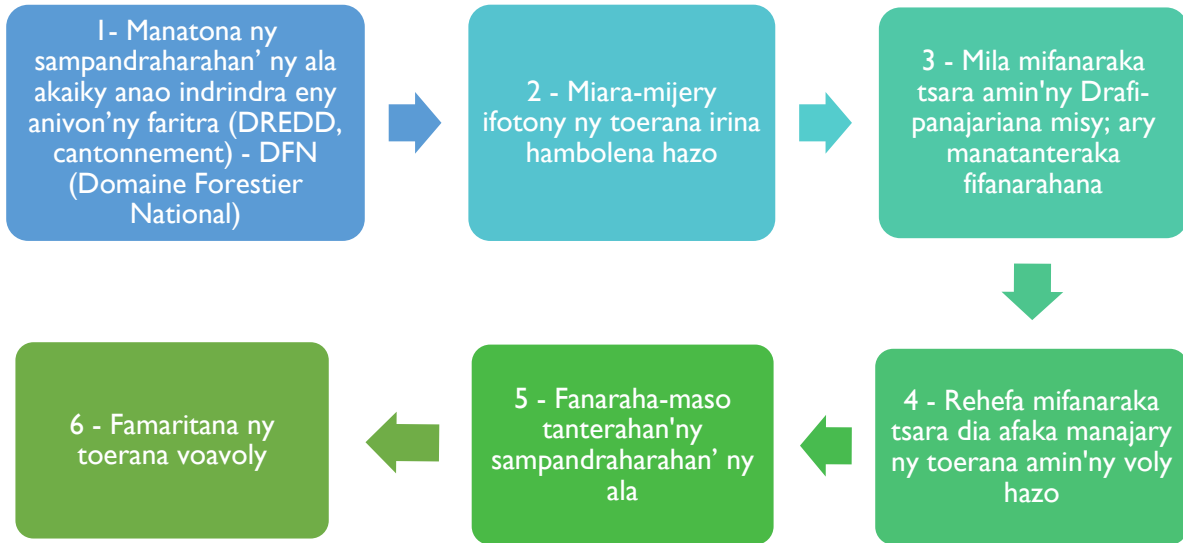 1- Manatona ny
sampandraharahan’ ny ala
akaiky anao indrindra eny
anivon’ny faritra (DREDD,
cantonnement) - DFN
(Domaine Forestier
National)
2 - Miara-mijery
ifotony ny toerana irina
hambolena hazo
3 - Mila mifanaraka
tsara amin'ny Drafi-
panajariana misy; ary
manatanteraka
fifanarahana
4 - Rehefa mifanaraka
tsara dia afaka manajary
ny toerana amin'ny voly
hazo
5 - Fanaraha-maso
tanterahan'ny
sampandraharahan’ ny
ala
6 - Famaritana ny
toerana voavoly